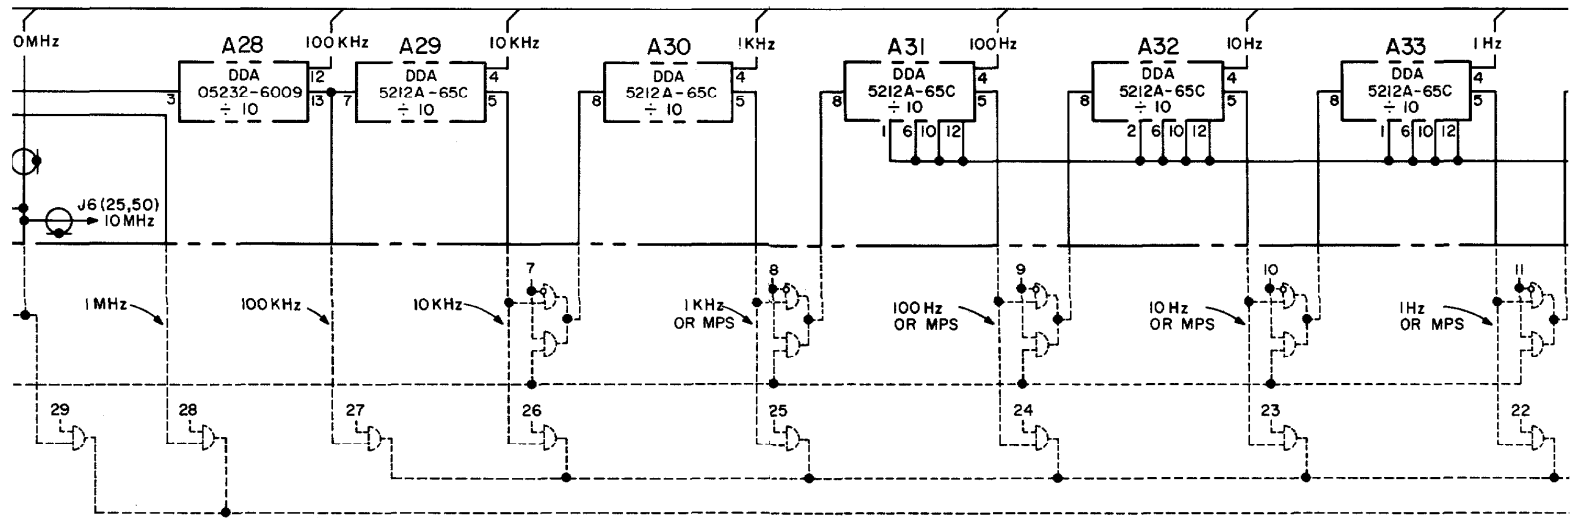 0MHz
A28
100KHz
A29
10KHz
A30
1KHz
A31
100Hz
A32
10Hz
A33
1Hz
3
DDA
05232-6009
÷ 10
12
13
7
DDA
5212A-65C
÷ 10
4
5
8
DDA
5212A-65C
÷ 10
4
5
8
DDA
5212A-65C
÷ 10
4
5
1
6
10
12
8
DDA
5212A-65C
÷ 10
4
5
2
6
10
12
8
DDA
5212A-65C
÷ 10
4
5
1
6
10
12
J6(25,50)
10MHz
7
8
9
10
11
1MHz
100KHz
10KHz
1KHz
OR MPS
100Hz
OR MPS
10Hz
OR MPS
1Hz
OR MPS
29
28
27
26
25
24
23
22